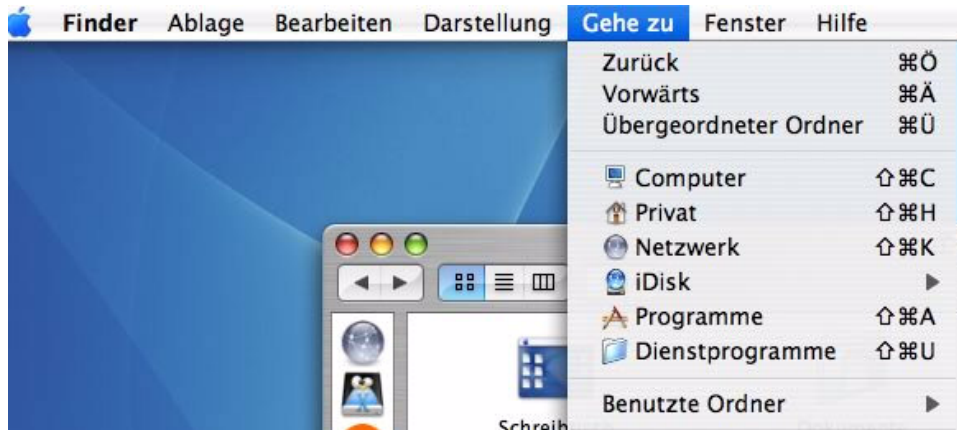 Finder Ablage Bearbeiten Darstellung Gehe zu Fenster Hilfe
Zurück ⌘Ö
Vorwärts ⌘Ä
Übergeordneter Ordner ⌘Ü
Computer ⇧⌘C
Privat ⇧⌘H
Netzwerk ⇧⌘K
iDisk
Programme ⇧⌘A
Dienstprogramme ⇧⌘U
Benutzte Ordner